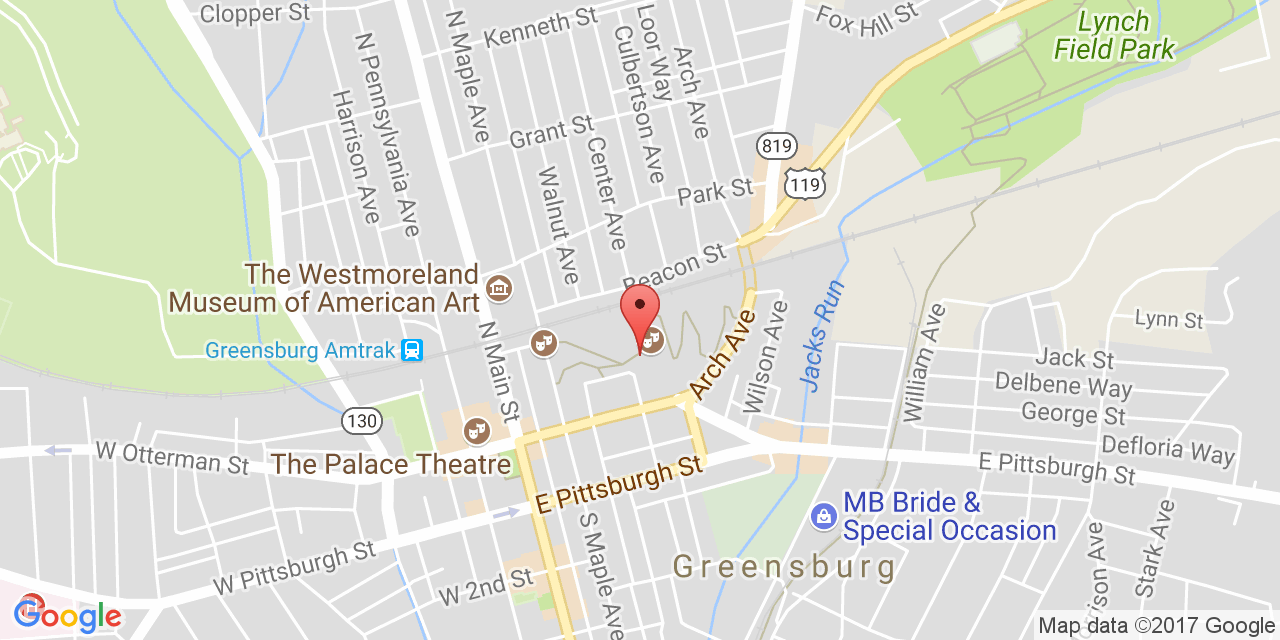 Clopper St
N Maple Ave
Kenneth St
Culbertson Ave
Loor Way
Arch Ave
Fox Hill St
Lynch
Field Park
N Pennsylvania Ave
Harrison Ave
Grant St
Center Ave
Walnut Ave
Park St
819
119
Beacon St
The Westmoreland
Museum of American Art
Greensburg Amtrak
N Main St
Arch Ave
Wilson Ave
Jacks Run
William Ave
Lynn St
Jack St
Delbene Way
George St
Defloria Way
130
W Otterman St
The Palace Theatre
E Pittsburgh St
E Pittsburgh St
MB Bride &
Special Occasion
W Pittsburgh St
S Maple Ave
W 2nd St
Greensburg
Stark Ave
rrison Ave
Google
Map data ©2017 Google